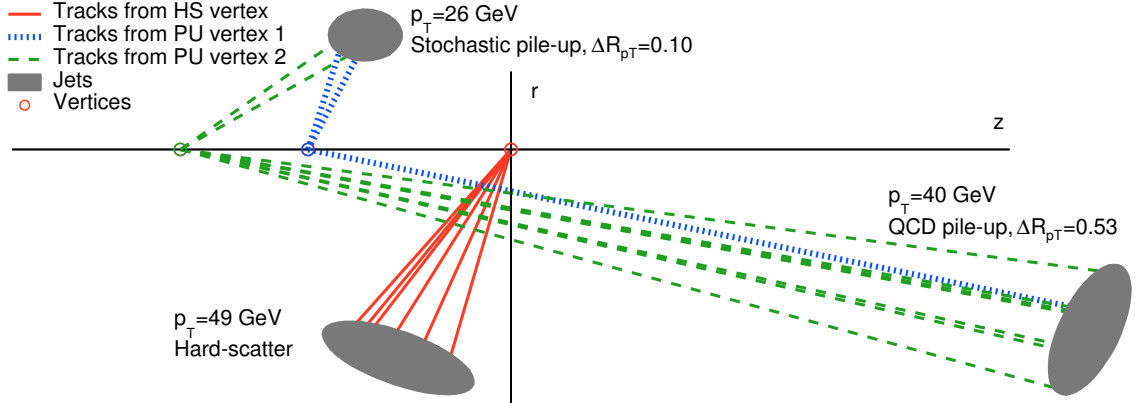 Tracks from HS vertex
Tracks from PU vertex 1
Tracks from PU vertex 2
Jets
Vertices
p_T=26 GeV
Stochastic pile-up, ΔR_pT=0.10
r
z
p_T=40 GeV
QCD pile-up, ΔR_pT=0.53
p_T=49 GeV
Hard-scatter